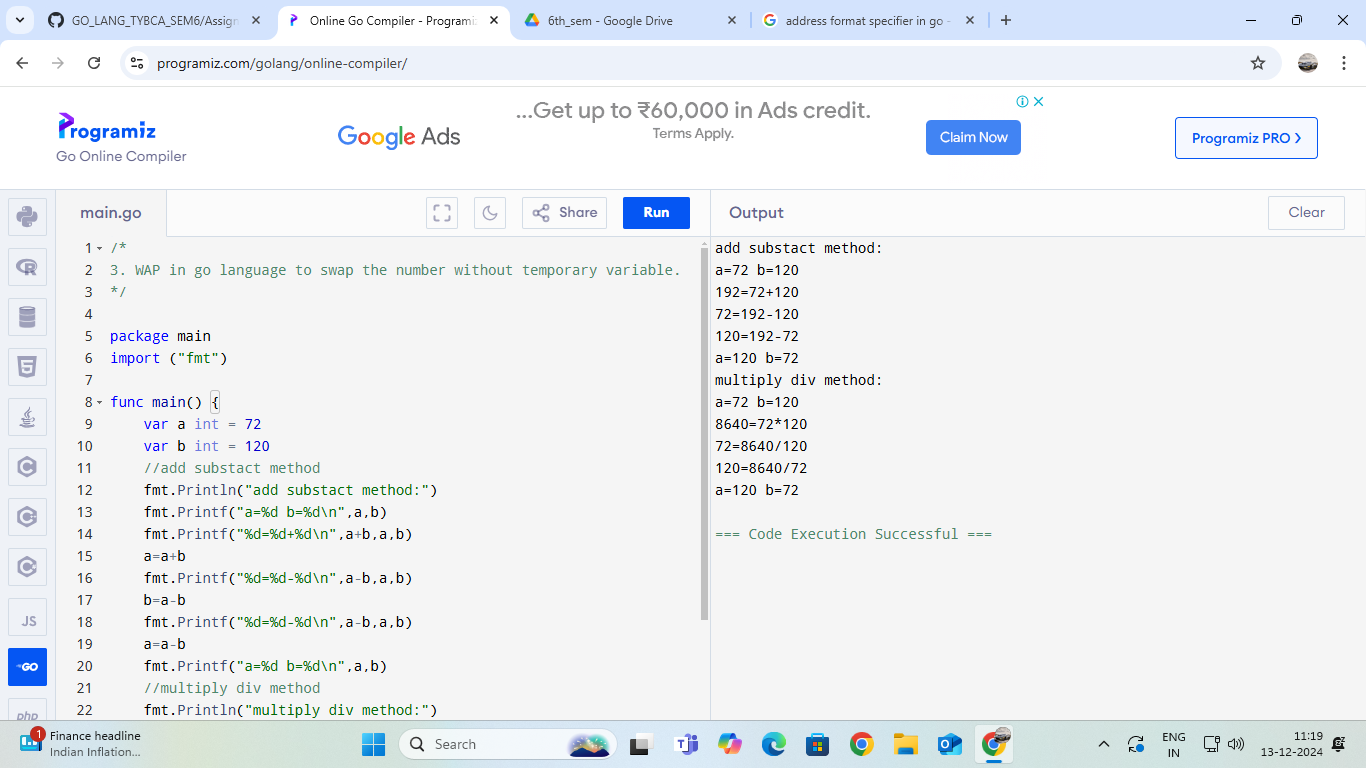 GO_LANG_TYBCA_SEM6/Assign
Online Go Compiler - Programiz
6th_sem - Google Drive
address format specifier in go -
programiz.com/golang/online-compiler/
Programiz
Go Online Compiler
Google Ads
...Get up to ₹60,000 in Ads credit.
Terms Apply.
Claim Now
Programiz PRO
main.go
Share
Run
Output
Clear
1 /*
2 3. WAP in go language to swap the number without temporary variable.
3 */
4
5 package main
6 import ("fmt")
7
8 func main() {
9 var a int = 72
10 var b int = 120
11 //add substact method
12 fmt.Println("add substact method:")
13 fmt.Printf("a=%d b=%d\n",a,b)
14 fmt.Printf("%d=%d+%d\n",a+b,a,b)
15 a=a+b
16 fmt.Printf("%d=%d-%d\n",a-b,a,b)
17 b=a-b
18 fmt.Printf("%d=%d-%d\n",a-b,a,b)
19 a=a-b
20 fmt.Printf("a=%d b=%d\n",a,b)
21 //multiply div method
22 fmt.Println("multiply div method:")
add substact method:
a=72 b=120
192=72+120
72=192-120
120=192-72
a=120 b=72
multiply div method:
a=72 b=120
8640=72*120
72=8640/120
120=8640/72
a=120 b=72
=== Code Execution Successful ===
JS
GO
php
1
Finance headline
Indian Inflation...
Search
ENG
IN
11:19
13-12-2024